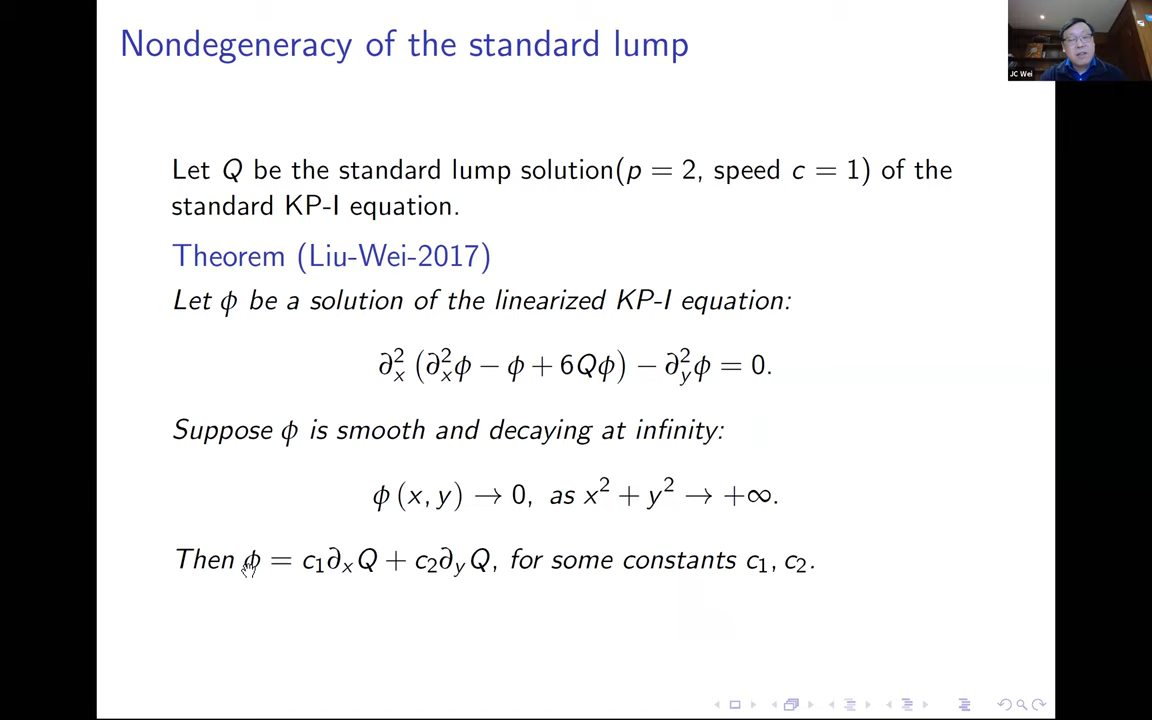 Nondegeneracy of the standard lump
JC Wei
Let Q be the standard lump solution(p = 2, speed c = 1) of the
standard KP-I equation.
Theorem (Liu-Wei-2017)
Let ϕ be a solution of the linearized KP-I equation:
∂²ₓ (∂²ₓϕ − ϕ + 6Qϕ) − ∂²ᵧϕ = 0.
Suppose ϕ is smooth and decaying at infinity:
ϕ (x, y) → 0, as x² + y² → +∞.
Then ϕ = c₁∂ₓQ + c₂∂ᵧQ, for some constants c₁, c₂.